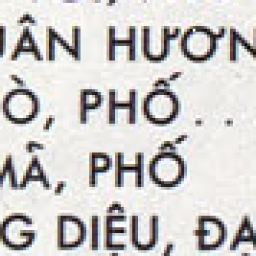 UÂN HƯƠN
Ò, PHỐ . .
MÃ, PHỐ
G DIỆU, ĐA